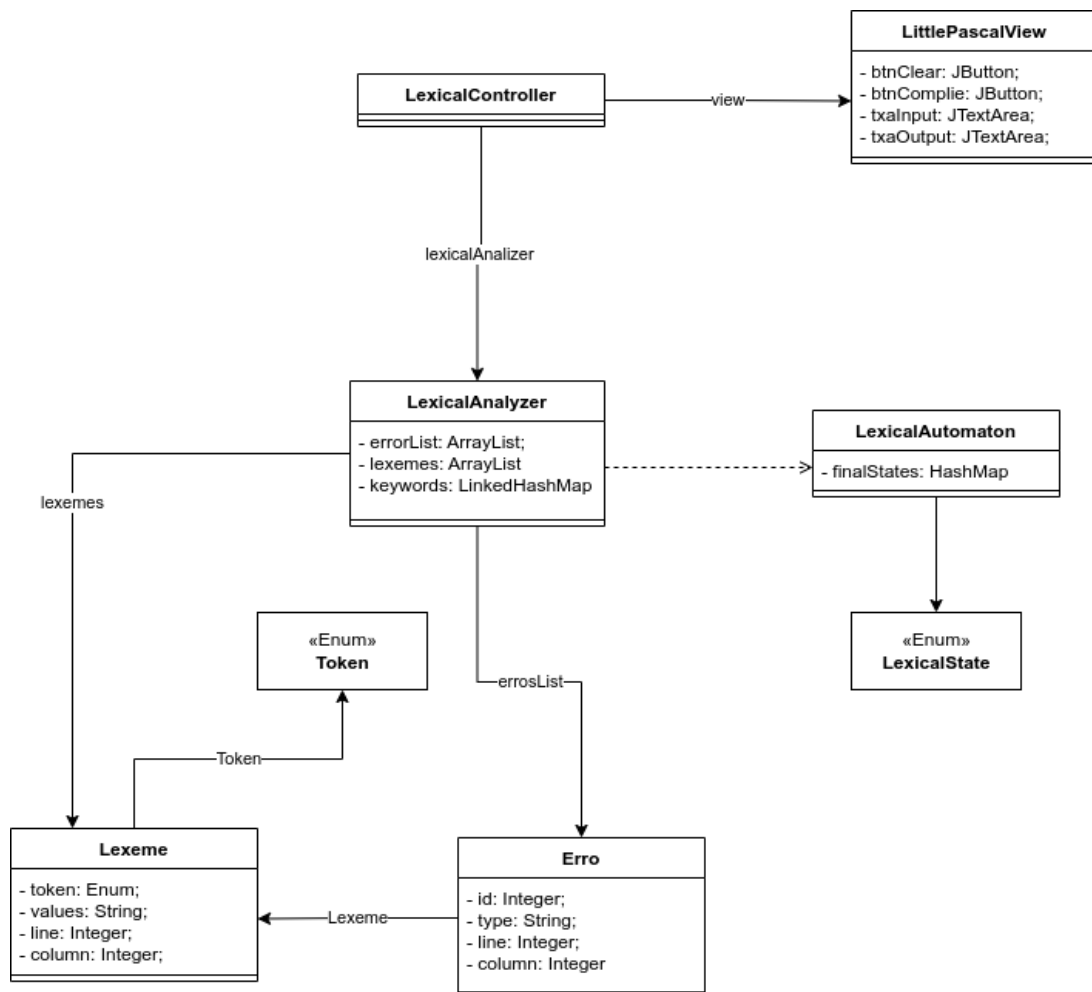 LittlePascalView
- btnClear: JButton;
- btnComplie: JButton;
- txaInput: JTextArea;
- txaOutput: JTextArea;
LexicalController
view
lexicalAnalizer
LexicalAnalyzer
- errorList: ArrayList;
- lexemes: ArrayList
- keywords: LinkedHashMap
LexicalAutomaton
- finalStates: HashMap
lexemes
«Enum»
Token
«Enum»
LexicalState
errosList
Token
Lexeme
- token: Enum;
- values: String;
- line: Integer;
- column: Integer;
Lexeme
Erro
- id: Integer;
- type: String;
- line: Integer;
- column: Integer